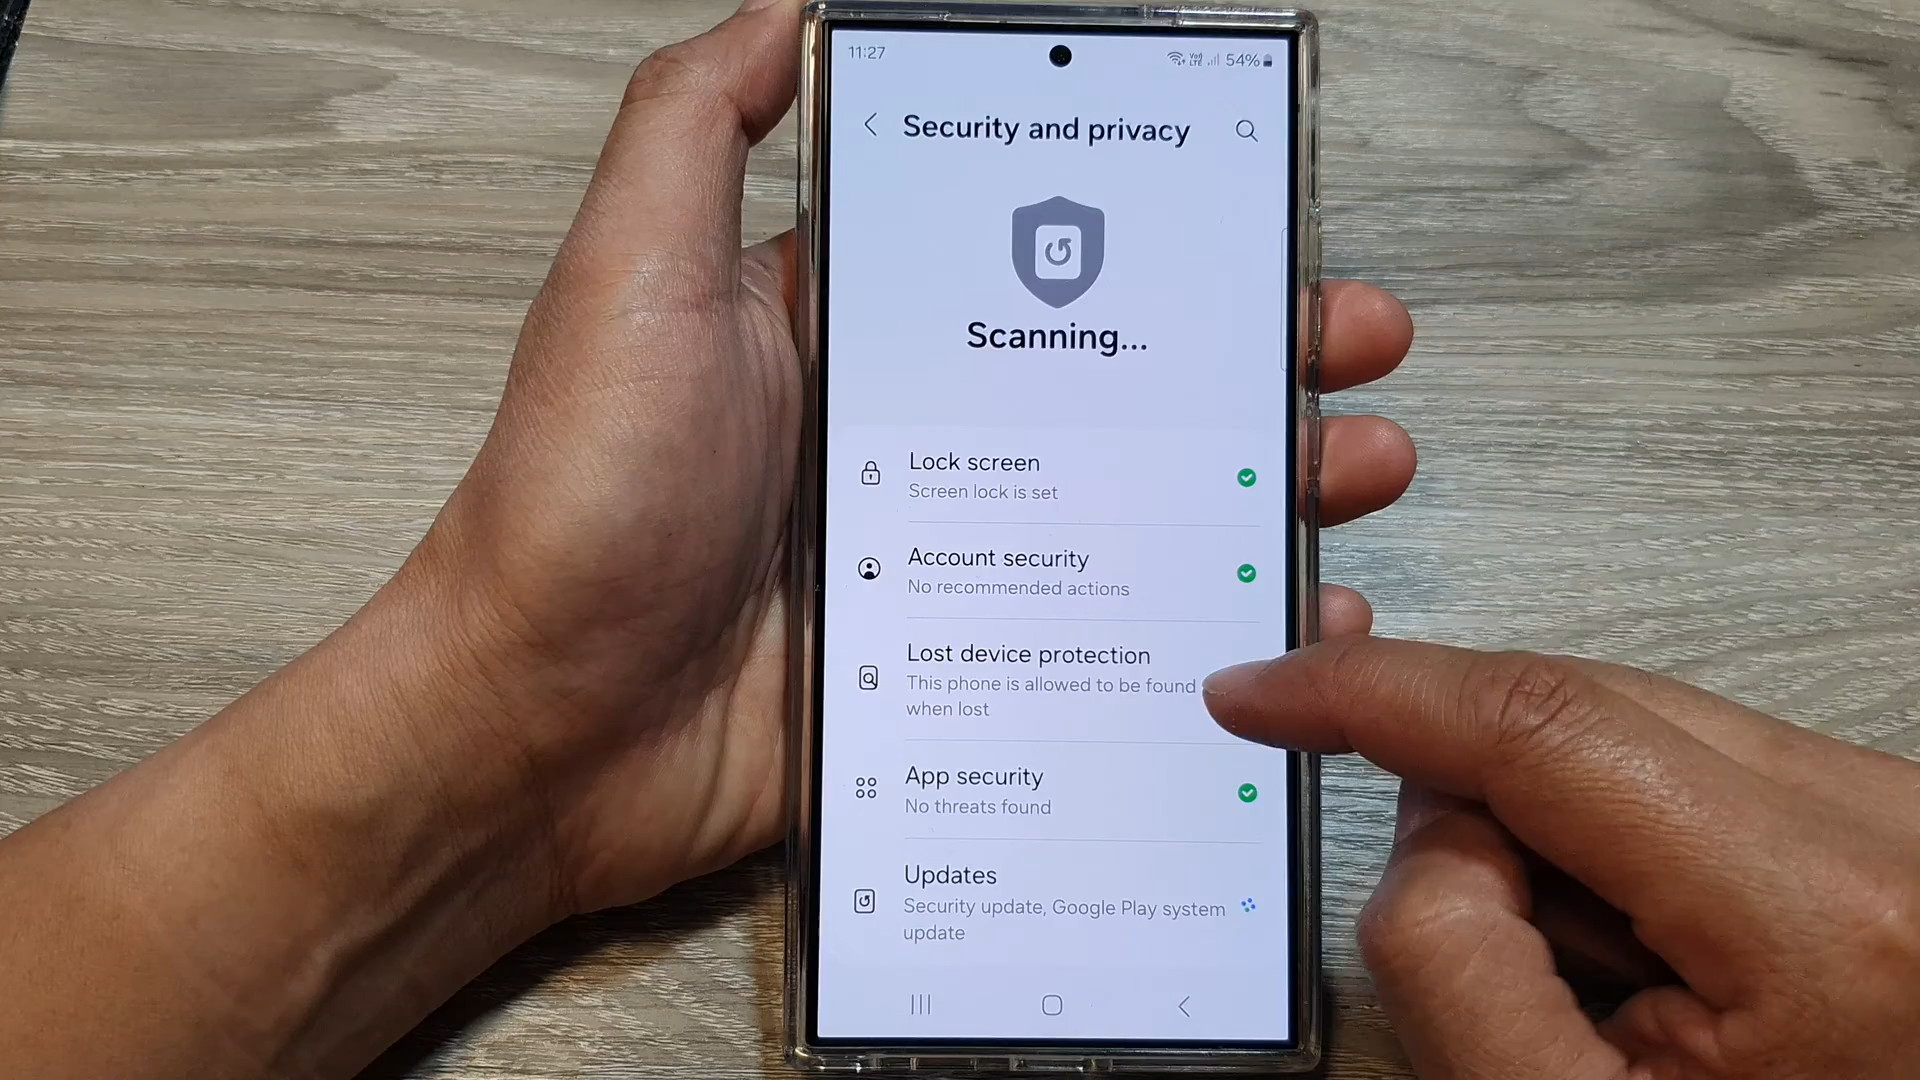 11:27
54%
Security and privacy
Scanning...
Lock screen
Screen lock is set
Account security
No recommended actions
Lost device protection
This phone is allowed to be found
when lost
App security
No threats found
Updates
Security update, Google Play system
update